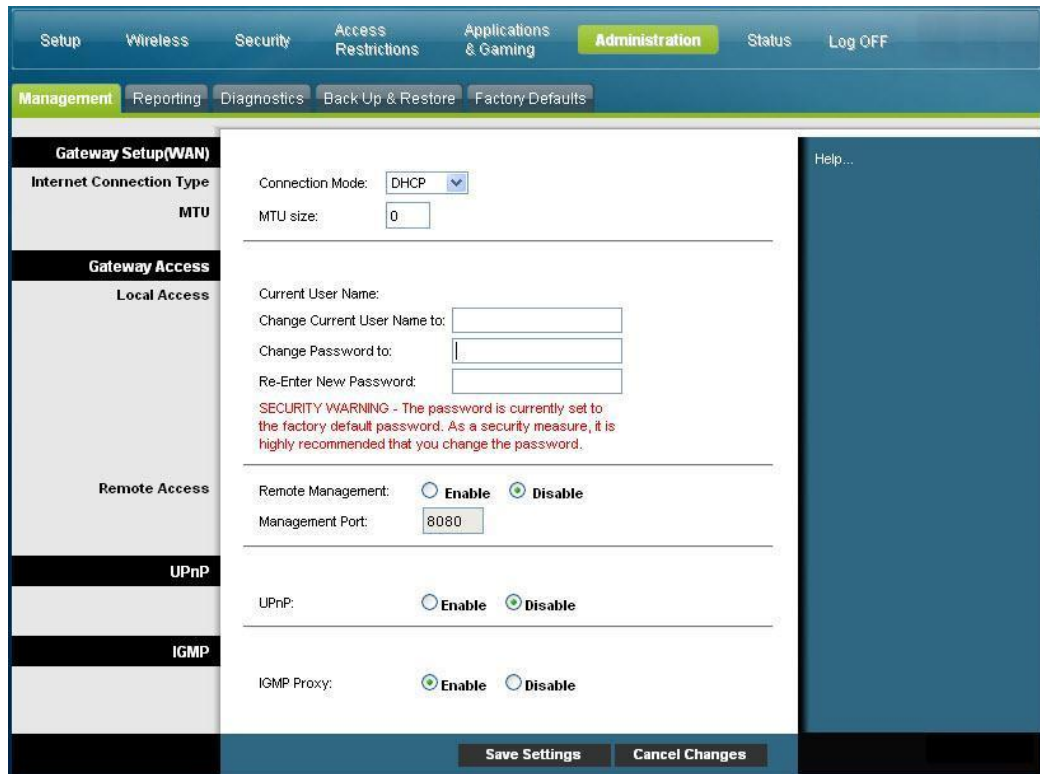 Setup Wireless Security Access Restrictions Applications & Gaming Administration Status Log OFF
Management Reporting Diagnostics Back Up & Restore Factory Defaults
Gateway Setup(WAN)
Help...
Internet Connection Type Connection Mode: DHCP
MTU MTU size: 0
Gateway Access
Local Access Current User Name:
Change Current User Name to:
Change Password to:
Re-Enter New Password:
SECURITY WARNING - The password is currently set to
the factory default password. As a security measure, it is
highly recommended that you change the password.
Remote Access Remote Management: Enable Disable
Management Port: 8080
UPnP
UPnP: Enable Disable
IGMP
IGMP Proxy: Enable Disable
Save Settings Cancel Changes